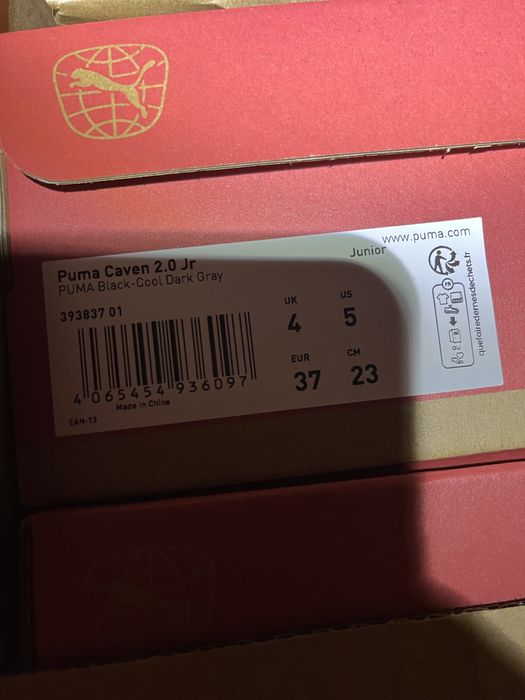 www.puma.com
Junior
Puma Caven 2.0 Jr
PUMA Black-Cool Dark Gray
393837 01
UK
US
4
5
EUR
CM
37
23
4 065454 936097
Made in China
EAN-13
FR
quefairedemesdechets.fr